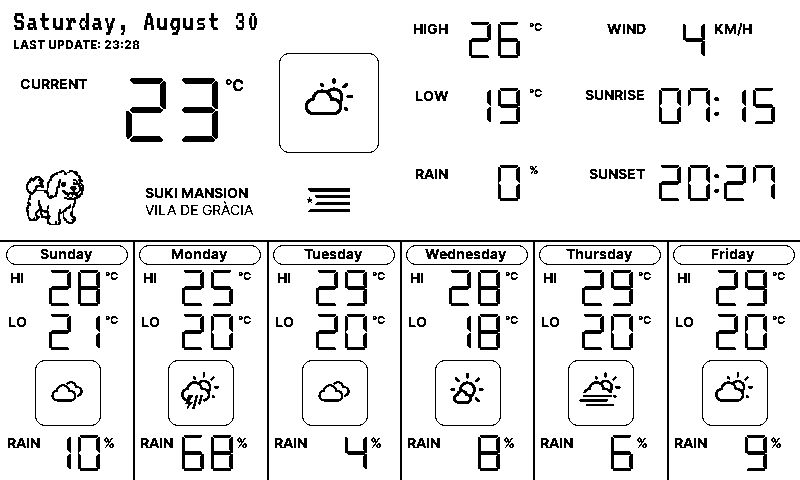 Saturday, August 30
LAST UPDATE: 23:28
CURRENT 23 °C
HIGH 26 °C
LOW 19 °C
RAIN 0 %
WIND 4 KM/H
SUNRISE 07:15
SUNSET 20:27
SUKI MANSION
VILA DE GRÀCIA
Sunday
HI 28 °C
LO 21 °C
RAIN 10 %
Monday
HI 25 °C
LO 20 °C
RAIN 68 %
Tuesday
HI 29 °C
LO 20 °C
RAIN 4 %
Wednesday
HI 28 °C
LO 18 °C
RAIN 8 %
Thursday
HI 29 °C
LO 20 °C
RAIN 6 %
Friday
HI 29 °C
LO 20 °C
RAIN 9 %